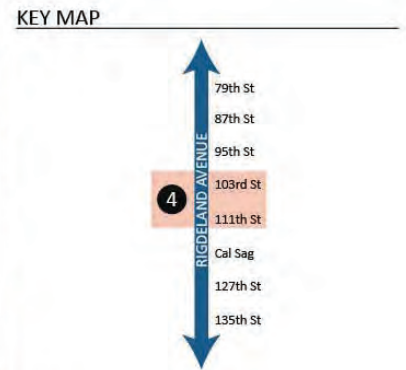 KEY MAP
79th St
87th St
95th St
RIGDELAND AVENUE
103rd St
4
111th St
Cal Sag
127th St
135th St